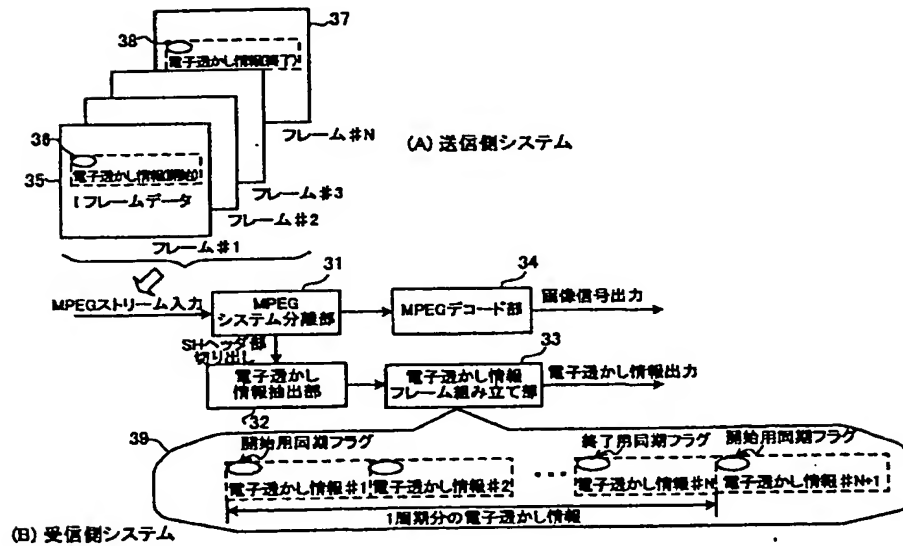 37
38
電子透かし情報(終了)
フレーム#N
(A) 送信側システム
36
35
電子透かし情報(開始)
Iフレームデータ
フレーム#3
フレーム#2
フレーム#1
31
34
MPEGストリーム入力
MPEG
システム分離部
MPEGデコード部
画像信号出力
SHヘッダ部
切り出し
33
電子透かし
情報抽出部
電子透かし情報
フレーム組み立て部
電子透かし情報出力
32
39
開始用同期フラグ
終了用同期フラグ
開始用同期フラグ
電子透かし情報#1
電子透かし情報#2
・・・
電子透かし情報#N
電子透かし情報#N+1
1周期分の電子透かし情報
(B) 受信側システム